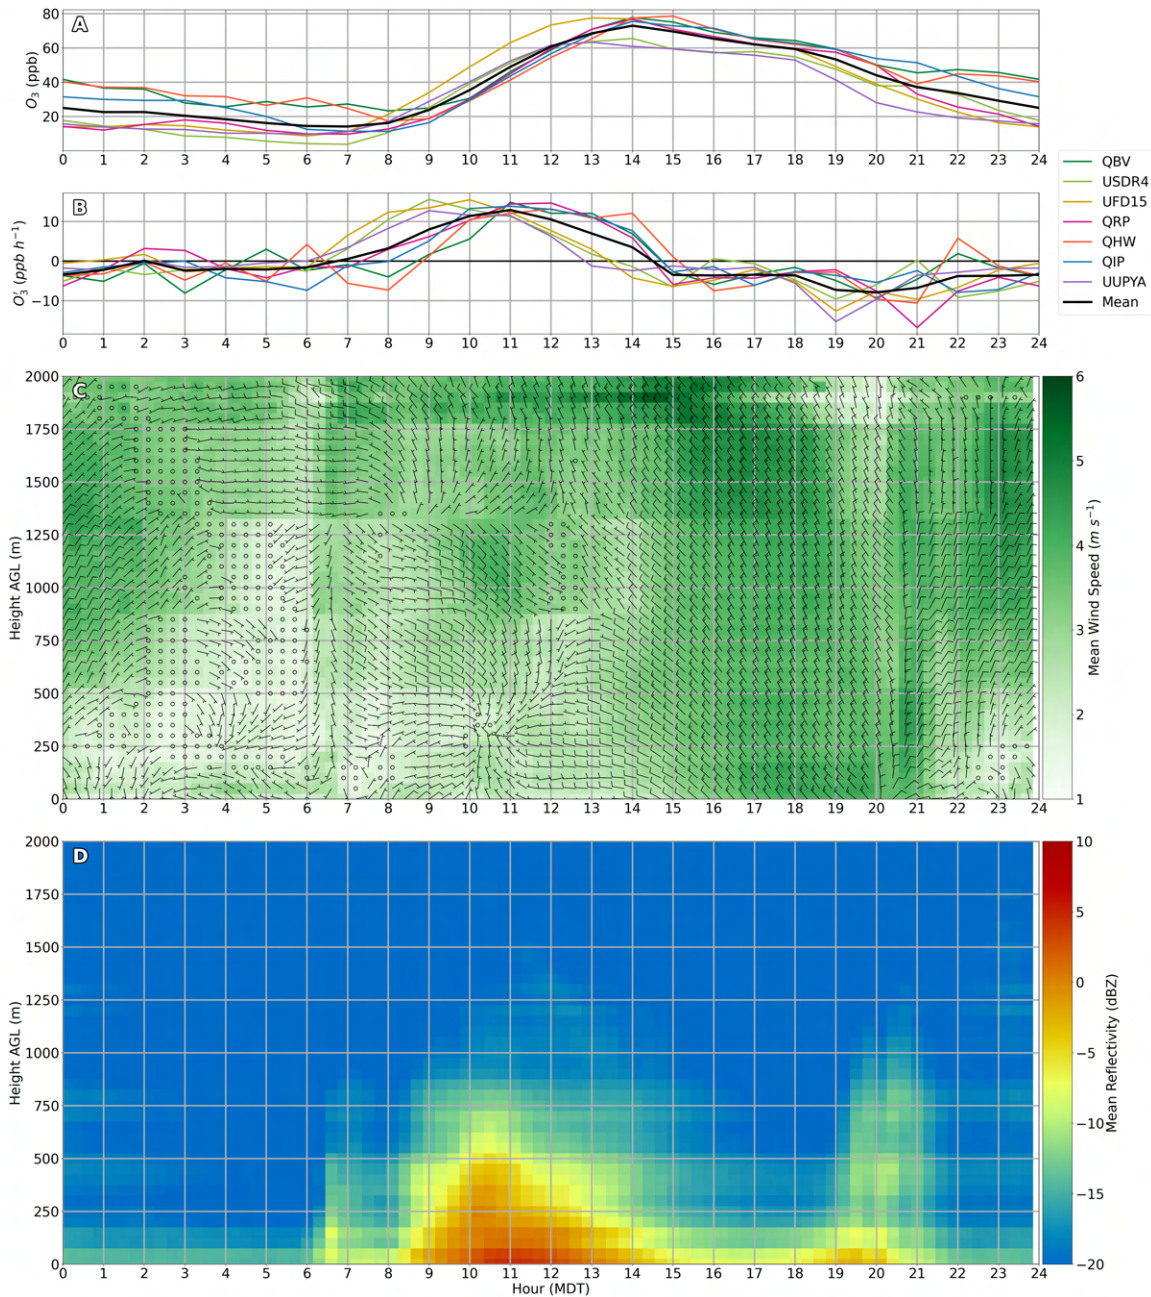 A
O3 (ppb)
80
60
40
20
0 1 2 3 4 5 6 7 8 9 10 11 12 13 14 15 16 17 18 19 20 21 22 23 24
B
O3′ (ppb h−1)
10
0
−10
0 1 2 3 4 5 6 7 8 9 10 11 12 13 14 15 16 17 18 19 20 21 22 23 24
QBV
USDR4
UFD15
QRP
QHW
QIP
UUPYA
Mean
C
Height AGL (m)
2000
1750
1500
1250
1000
750
500
250
0
0 1 2 3 4 5 6 7 8 9 10 11 12 13 14 15 16 17 18 19 20 21 22 23 24
6
5
4
3
2
1
Mean Wind Speed (m s−1)
D
Height AGL (m)
2000
1750
1500
1250
1000
750
500
250
0
0 1 2 3 4 5 6 7 8 9 10 11 12 13 14 15 16 17 18 19 20 21 22 23 24
Hour (MDT)
10
5
0
−5
−10
−15
−20
Mean Reflectivity (dBZ)